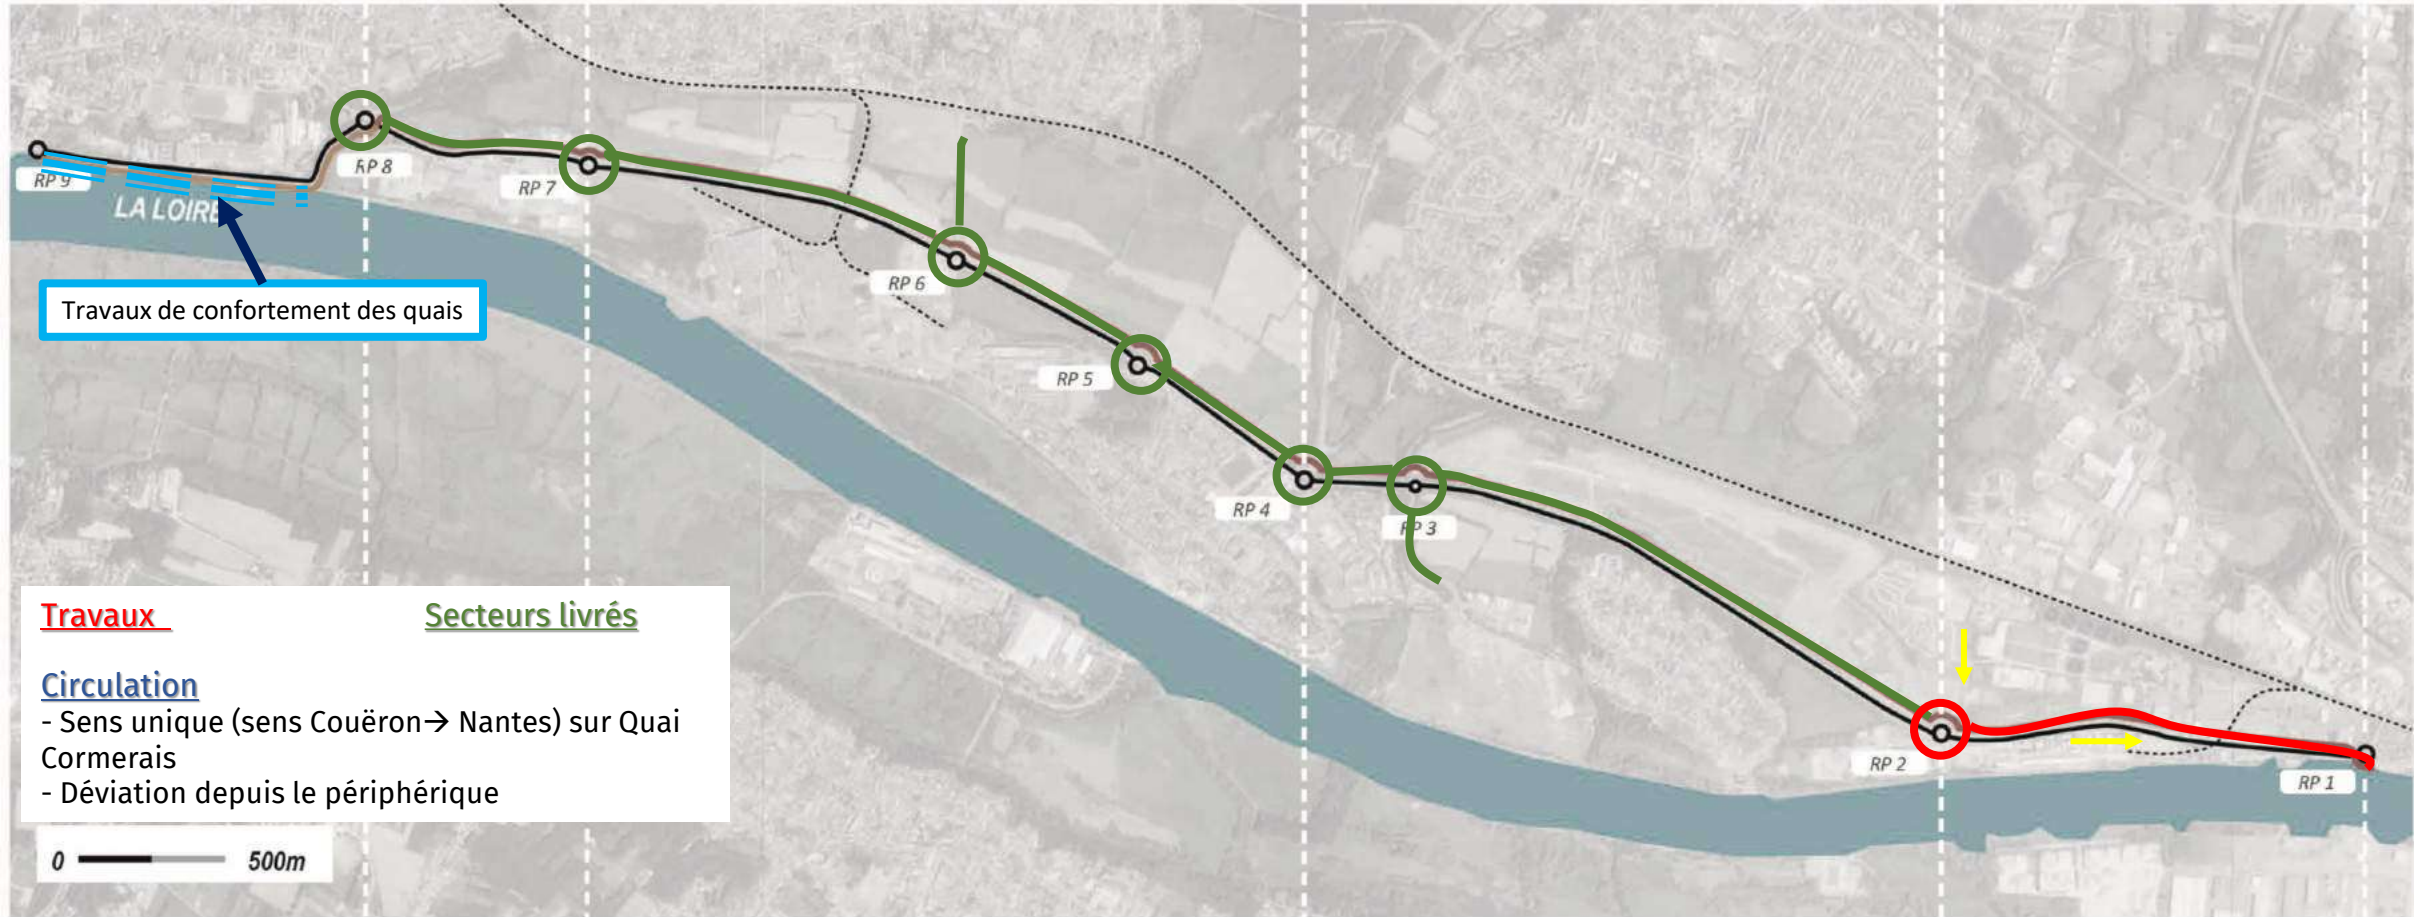 RP 8
RP 9
RP 7
LA LOIRE
RP 6
Travaux de confortement des quais
RP 5
RP 4
RP 3
Travaux
Secteurs livrés
Circulation
- Sens unique (sens Couëron→ Nantes) sur Quai
Cormerais
- Déviation depuis le périphérique
RP 2
RP 1
0
500m